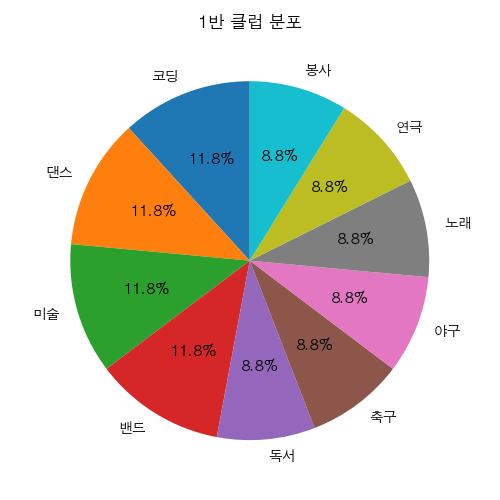 1반 클럽 분포
코딩
11.8%
댄스
11.8%
미술
11.8%
밴드
11.8%
독서
8.8%
축구
8.8%
야구
8.8%
노래
8.8%
연극
8.8%
봉사
8.8%